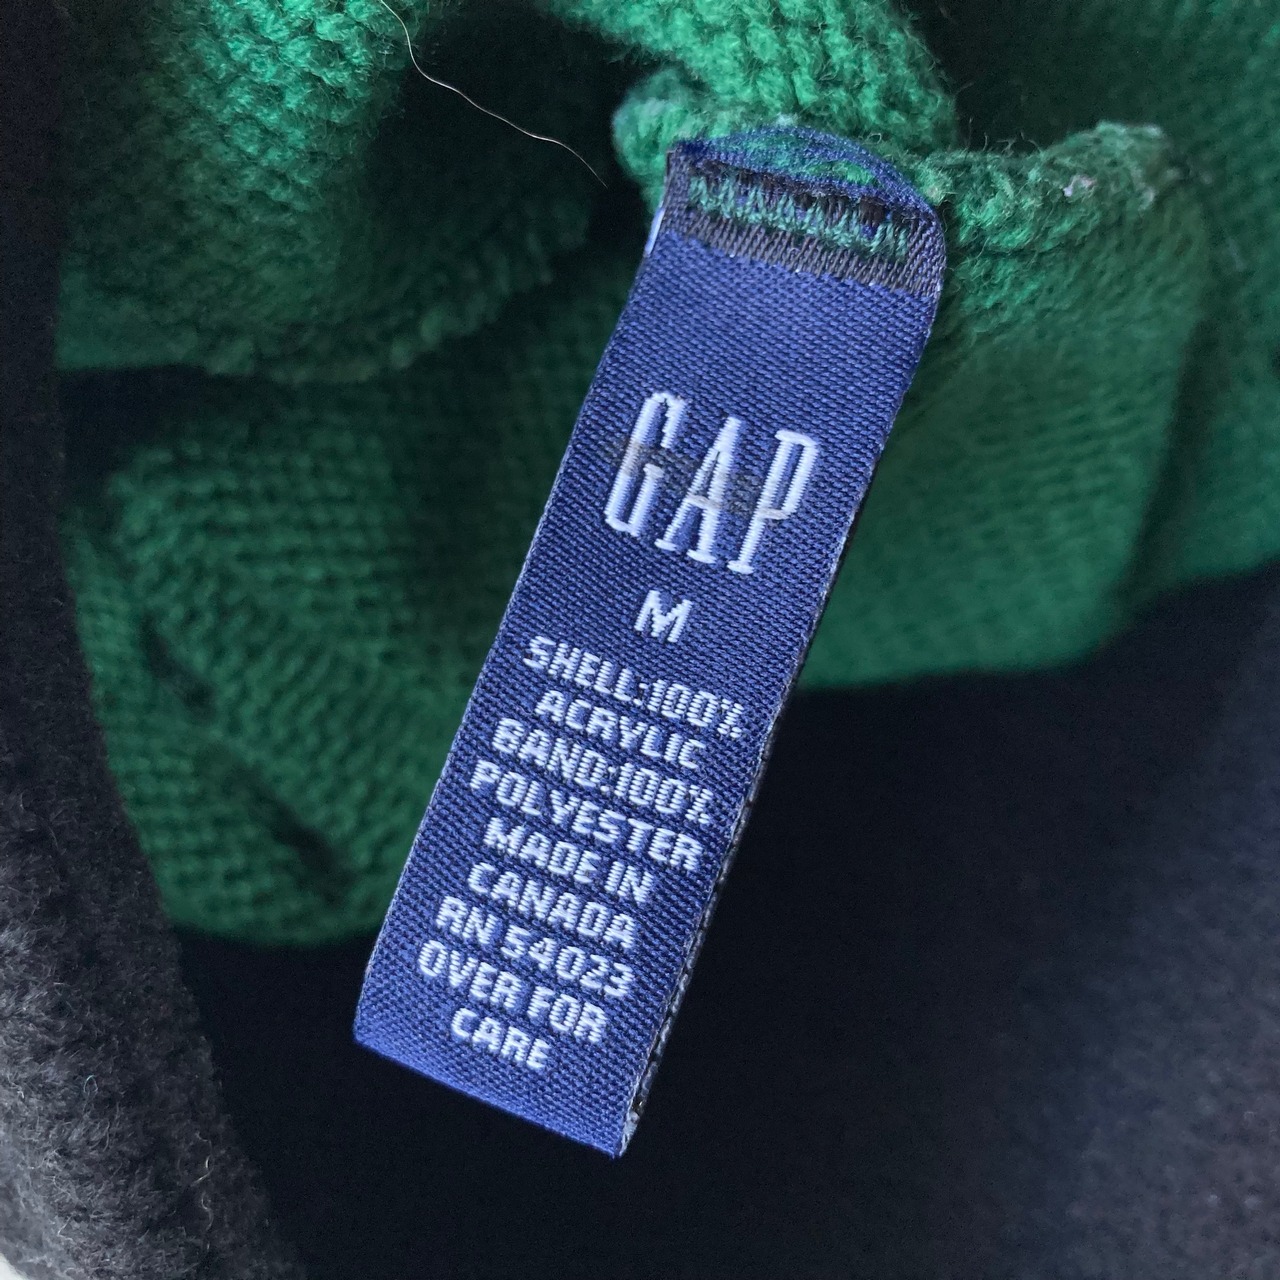 GAP
M
SHELL:100%
ACRYLIC
BAND:100%
POLYESTER
MADE IN
CANADA
RN 54023
OVER FOR
CARE